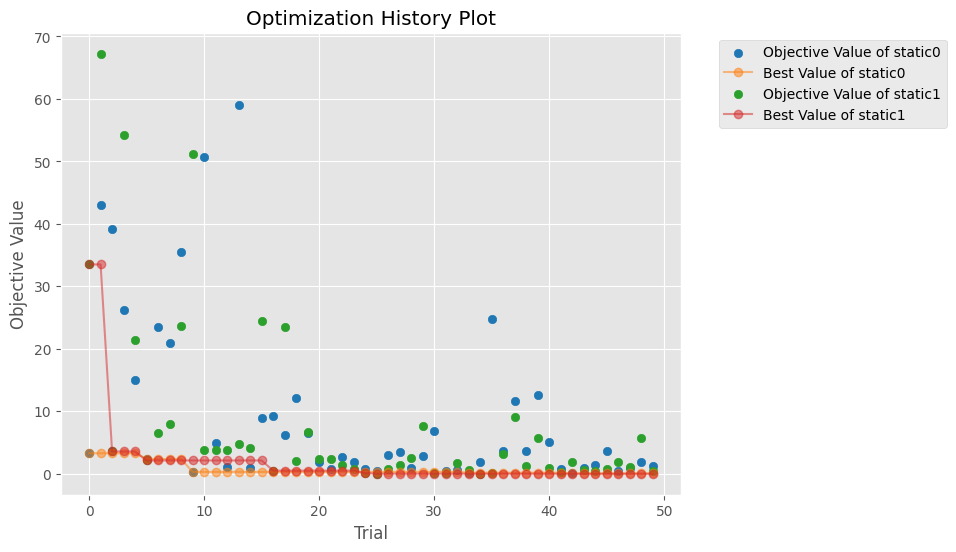 Optimization History Plot
Objective Value
70
60
50
40
30
20
10
0
0 10 20 30 40 50
Trial
Objective Value of static0
Best Value of static0
Objective Value of static1
Best Value of static1